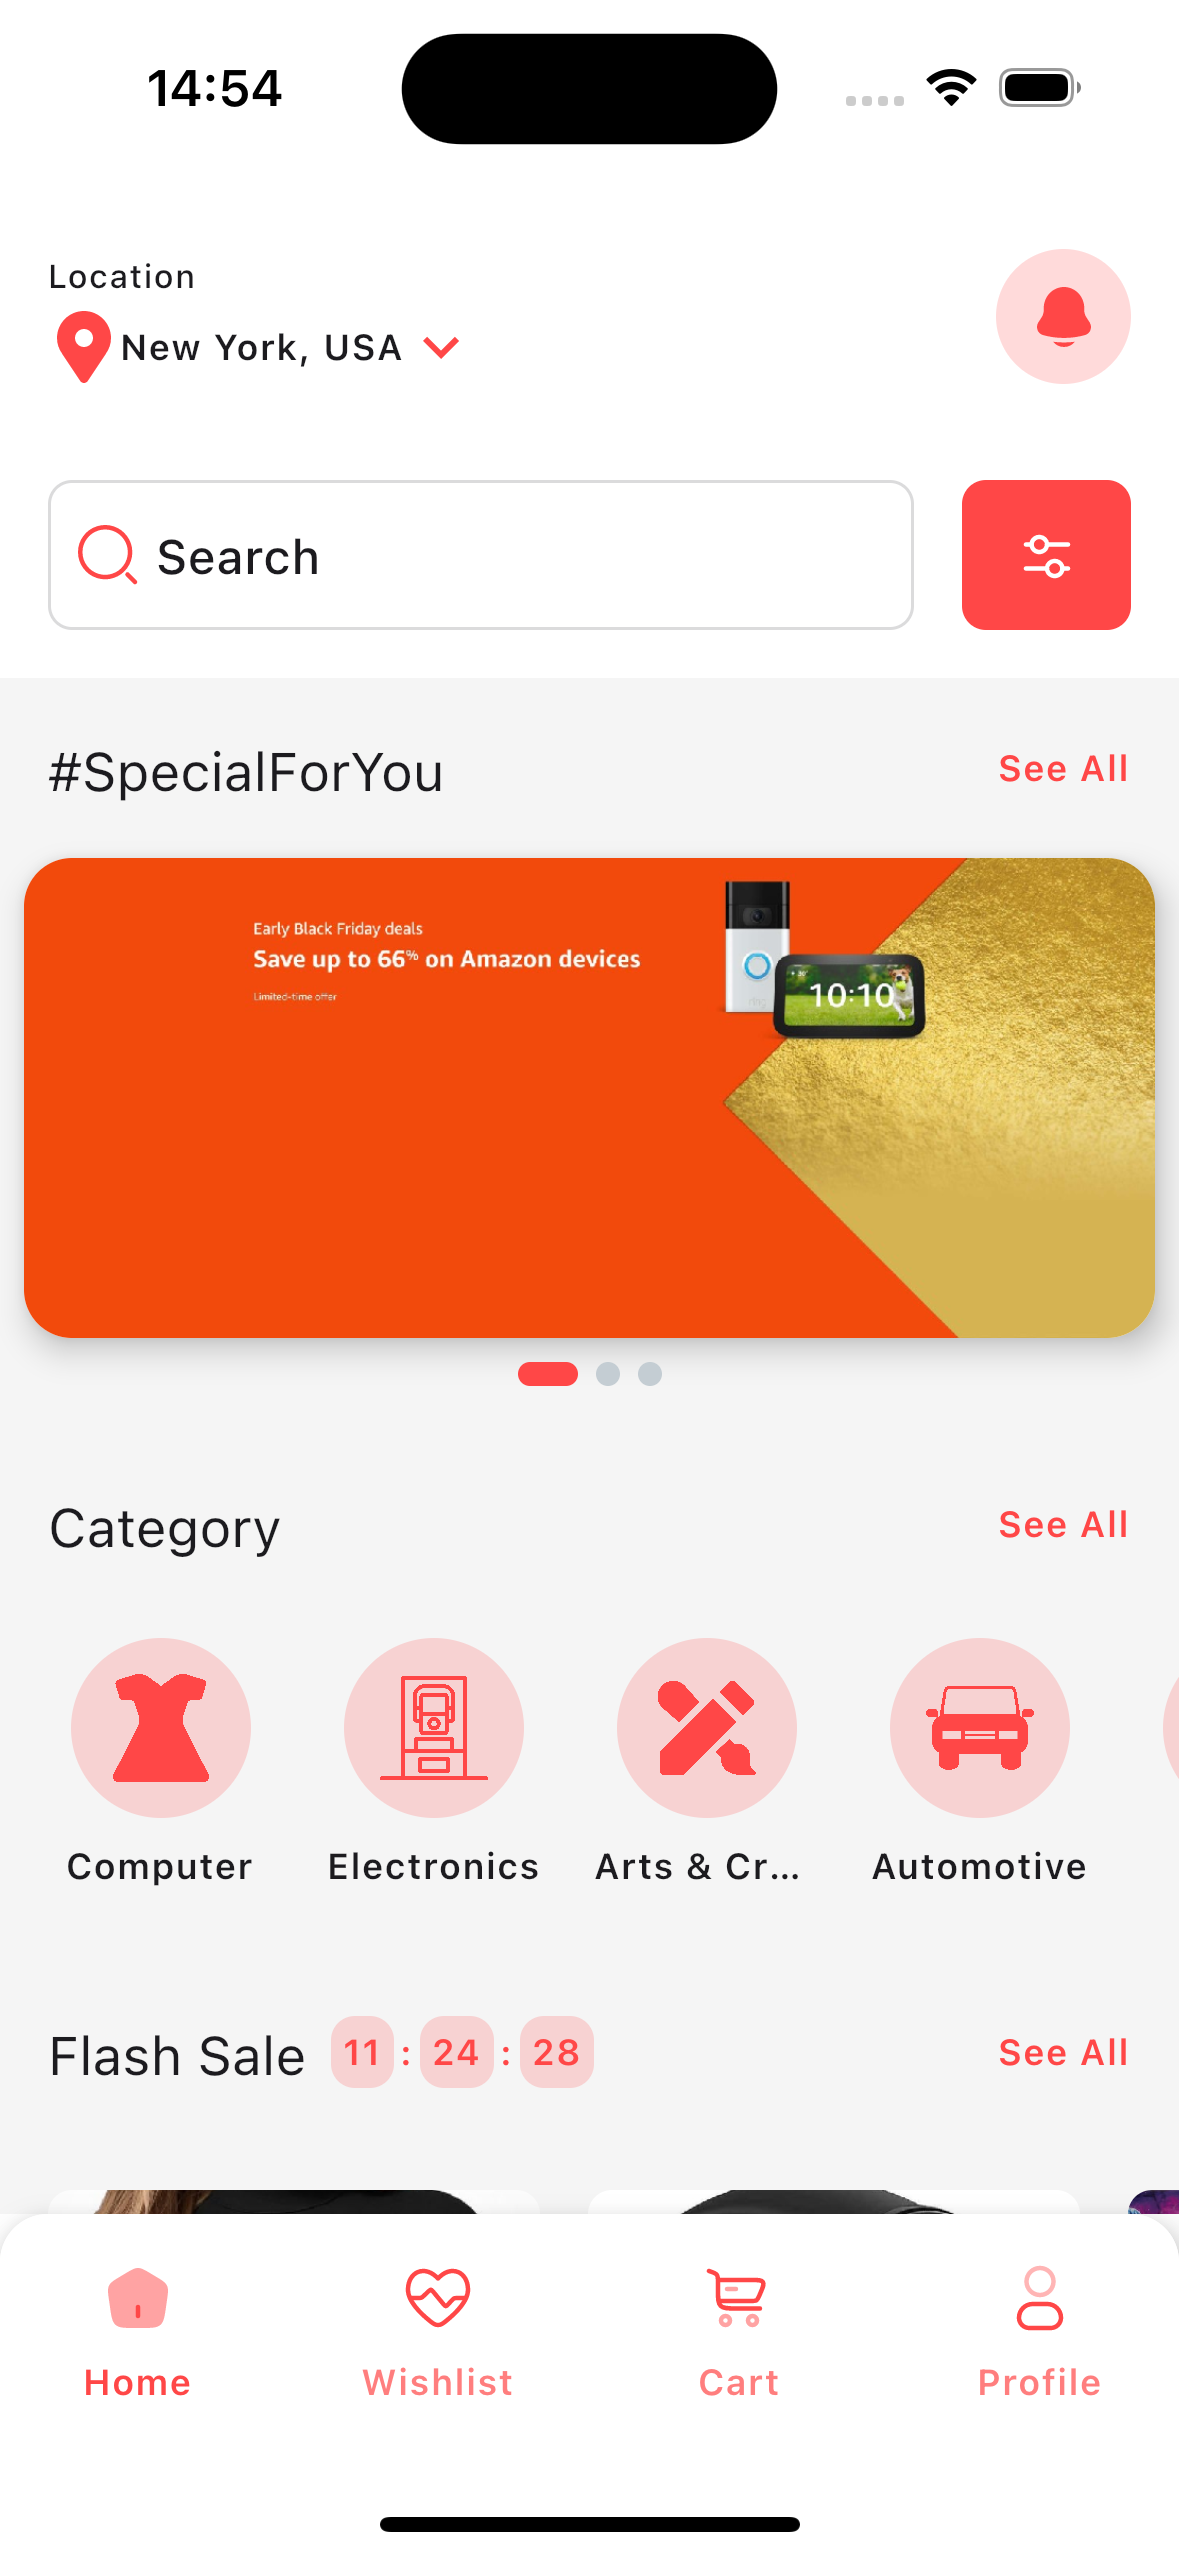 14:54
Location
New York, USA
Search
#SpecialForYou
See All
Early Black Friday deals
Save up to 66% on Amazon devices
Limited-time offer
ring
10:10
Category
See All
Computer
Electronics
Arts & Cr...
Automotive
Flash Sale 11 : 24 : 28
See All
Home
Wishlist
Cart
Profile